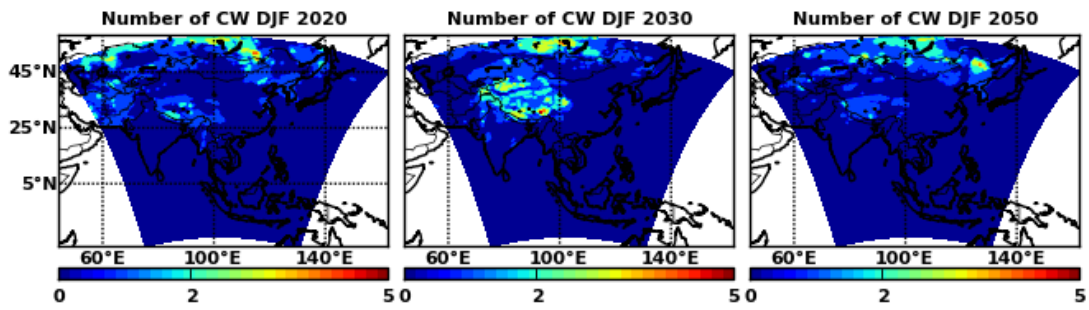 Number of CW DJF 2020 Number of CW DJF 2030 Number of CW DJF 2050
45°N
25°N
5°N
60°E 100°E 140°E 60°E 100°E 140°E 60°E 100°E 140°E
0 2 5 0 2 5 0 2 5